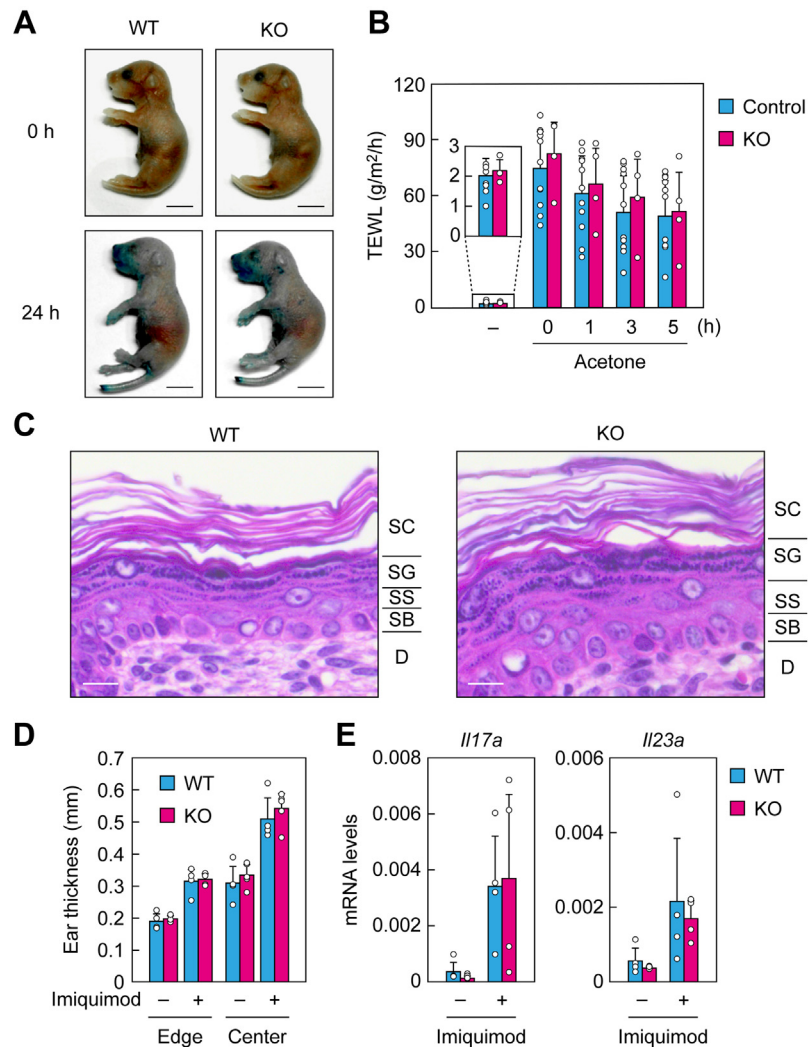 A
WT
KO
0 h
24 h
B
120
90
60
30
0
TEWL (g/m²/h)
3
2
1
0
Control
KO
–
0
1
3
5
(h)
Acetone
C
WT
KO
SC
SG
SS
SB
D
SC
SG
SS
SB
D
D
0.7
0.6
0.5
0.4
0.3
0.2
0.1
0
Ear thickness (mm)
WT
KO
Imiquimod – + – +
Edge Center
E
Il17a
Il23a
mRNA levels
0.008
0.006
0.004
0.002
0
0.006
0.004
0.002
0
WT
KO
– +
Imiquimod
– +
Imiquimod